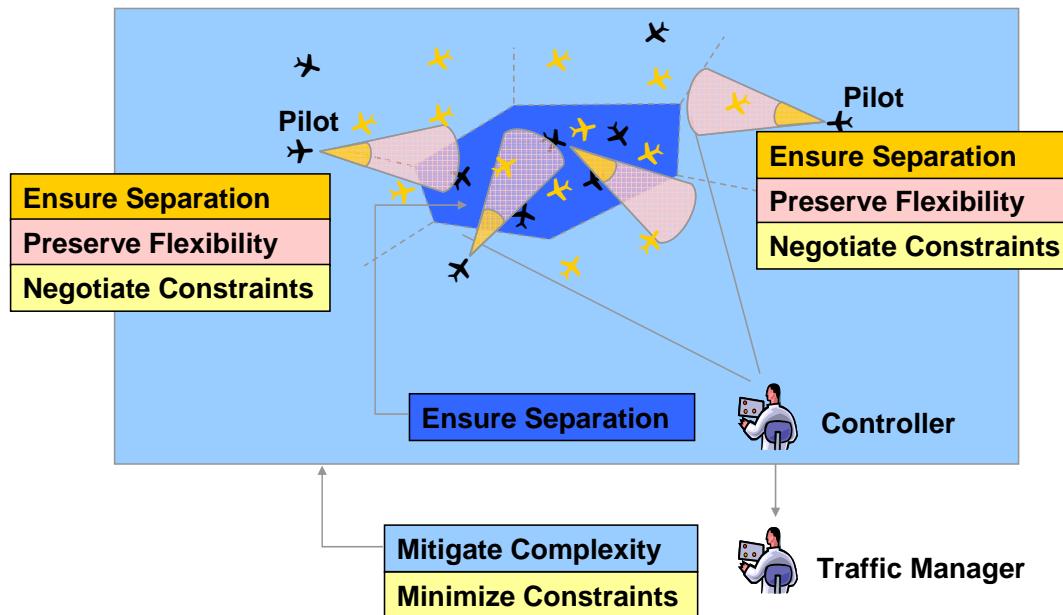 Pilot
Pilot
Ensure Separation
Preserve Flexibility
Negotiate Constraints
Ensure Separation
Preserve Flexibility
Negotiate Constraints
Ensure Separation
Controller
Mitigate Complexity
Minimize Constraints
Traffic Manager